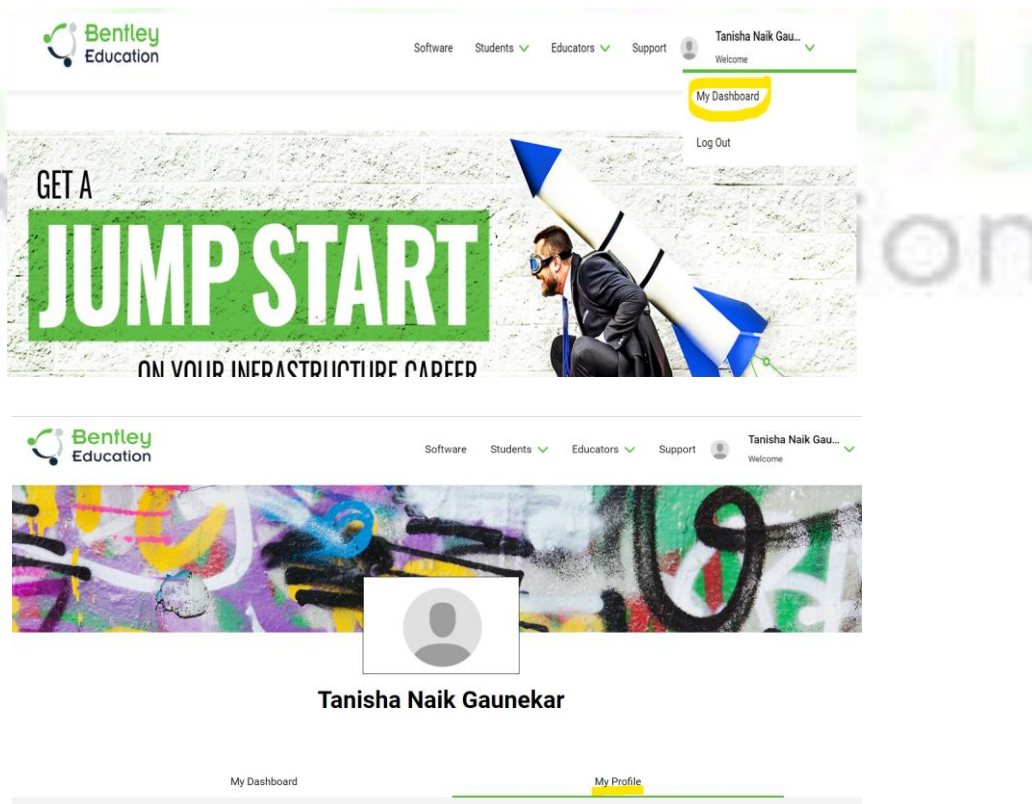 Bentley
Education
Software Students Educators Support
Tanisha Naik Gau...
Welcome
My Dashboard
Log Out
GET A
JUMP START
ON YOUR INFRASTRUCTURE CAREER
Bentley
Education
Software Students Educators Support
Tanisha Naik Gau...
Welcome
Tanisha Naik Gaunekar
My Dashboard My Profile